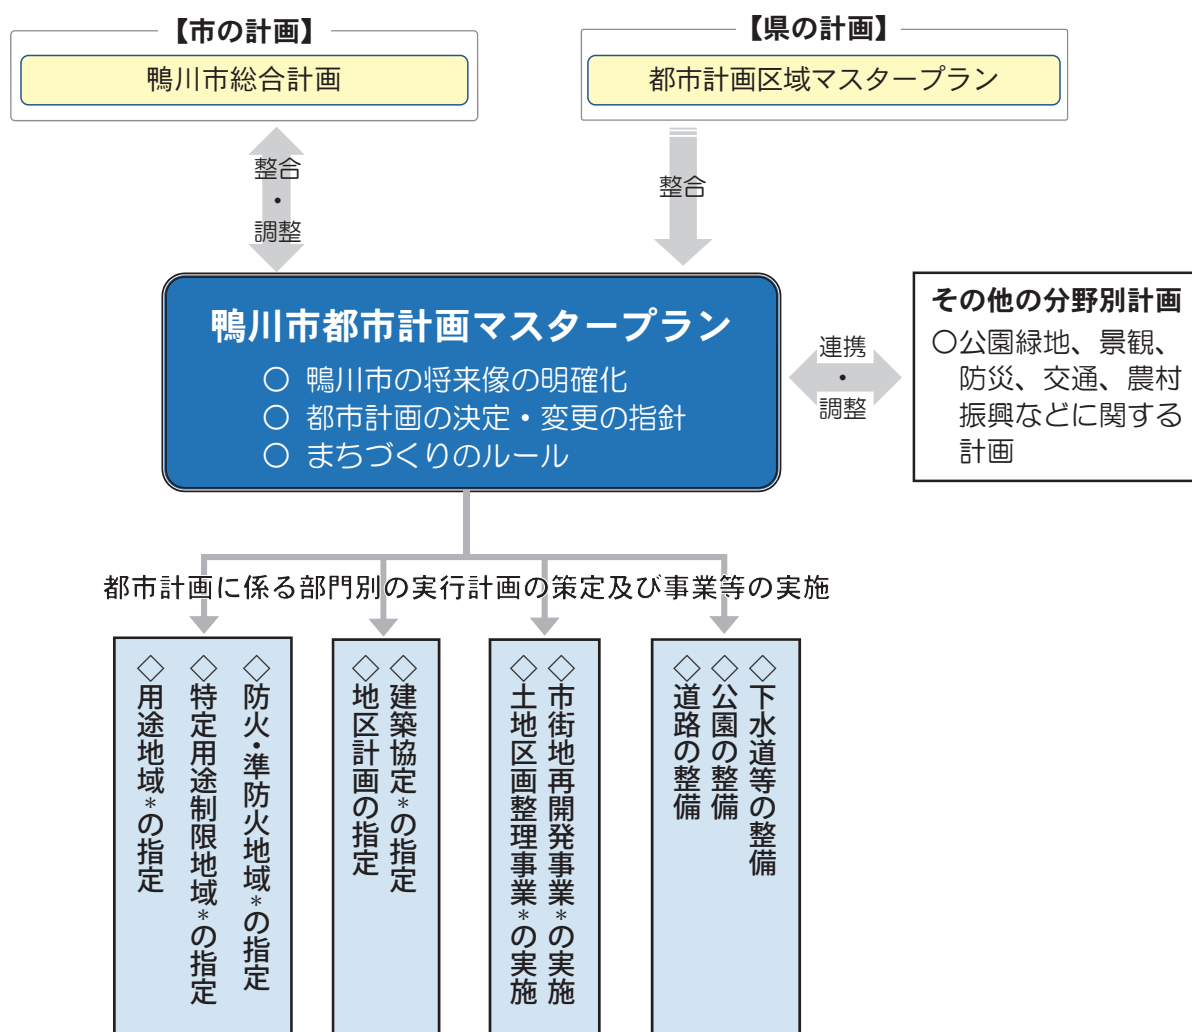 【市の計画】
鴨川市総合計画
【県の計画】
都市計画区域マスタープラン
整合
・
調整
整合
鴨川市都市計画マスタープラン
○ 鴨川市の将来像の明確化
○ 都市計画の決定・変更の指針
○ まちづくりのルール
連携
・
調整
その他の分野別計画
○公園緑地、景観、
防災、交通、農村
振興などに関する
計画
都市計画に係る部門別の実行計画の策定及び事業等の実施
◇防火・準防火地域*の指定
◇特定用途制限地域*の指定
◇用途地域*の指定
◇建築協定*の指定
◇地区計画の指定
◇市街地再開発事業*の実施
◇土地区画整理事業*の実施
◇下水道等の整備
◇公園の整備
◇道路の整備